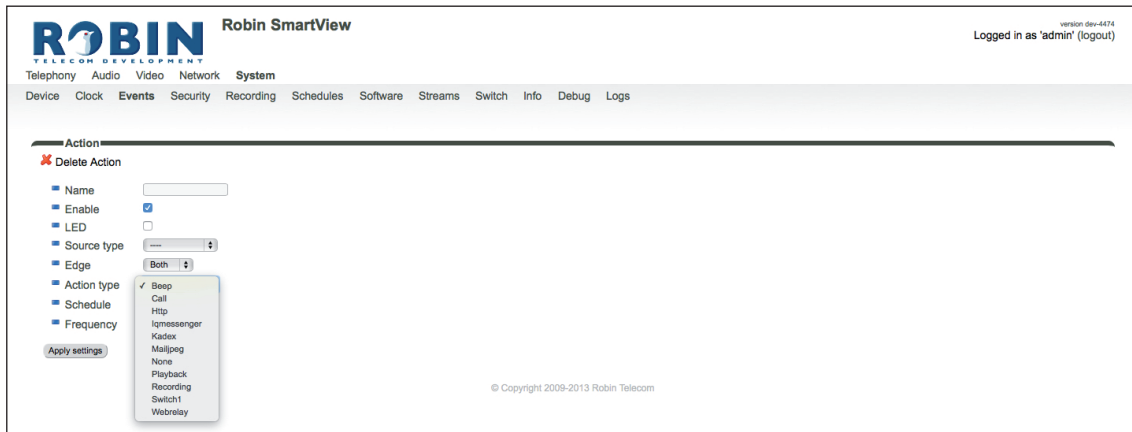 ROBIN
TELECOM DEVELOPMENT
Robin SmartView
version dev-4474
Logged in as 'admin' (logout)
Telephony Audio Video Network System
Device Clock Events Security Recording Schedules Software Streams Switch Info Debug Logs
Action
Delete Action
Name
Enable
LED
Source type ----
Edge Both
Action type ✓ Beep
Call
Schedule Http
Iqmessenger
Frequency Kadex
Mailjpeg
Apply settings None
Playback
Recording
Switch1
Webrelay
© Copyright 2009-2013 Robin Telecom